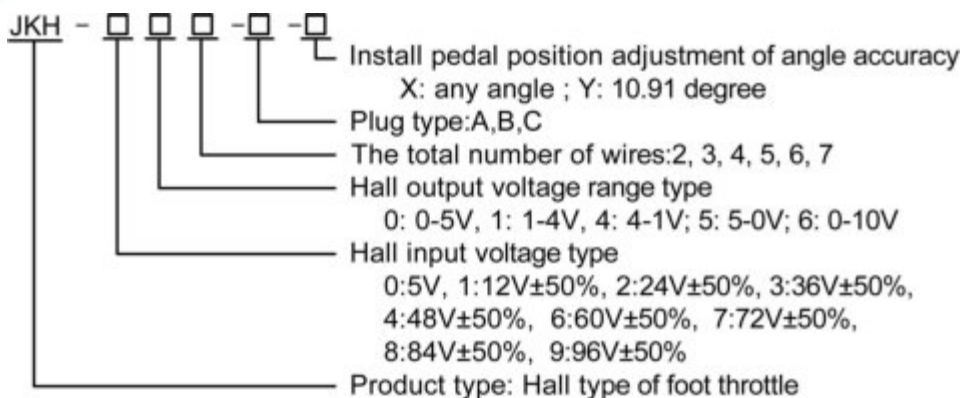 JKH - □ □ □ -□ -□
Install pedal position adjustment of angle accuracy
X: any angle ; Y: 10.91 degree
Plug type:A,B,C
The total number of wires:2, 3, 4, 5, 6, 7
Hall output voltage range type
0: 0-5V, 1: 1-4V, 4: 4-1V; 5: 5-0V; 6: 0-10V
Hall input voltage type
0:5V, 1:12V±50%, 2:24V±50%, 3:36V±50%,
4:48V±50%, 6:60V±50%, 7:72V±50%,
8:84V±50%, 9:96V±50%
Product type: Hall type of foot throttle